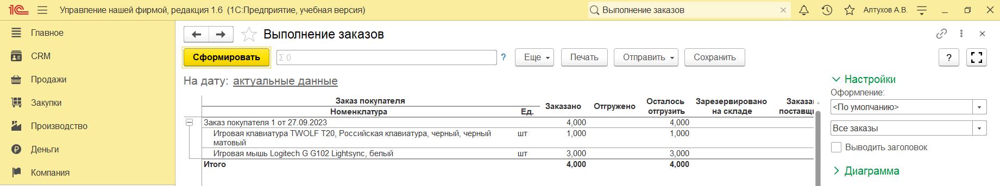 1С Управление нашей фирмой, редакция 1.6 (1С:Предприятие, учебная версия) Выполнение заказов Алтухов А.В.
Главное
CRM
Продажи
Закупки
Производство
Деньги
Компания
Выполнение заказов
Сформировать Σ 0 ? Еще Печать Отправить Сохранить ?
На дату: актуальные данные
Заказ покупателя
Номенклатура Ед. Заказано Отгружено Осталось отгрузить Зарезервировано на складе Заказа поставщи
Заказ покупателя 1 от 27.09.2023 4,000 4,000
Игровая клавиатура TWOLF T20, Российская клавиатура, черный, черный шт 1,000 1,000
матовый
Игровая мышь Logitech G G102 Lightsync, белый шт 3,000 3,000
Итого 4,000 4,000
Настройки
Оформление:
<По умолчанию>
Все заказы
Выводить заголовок
Диаграмма